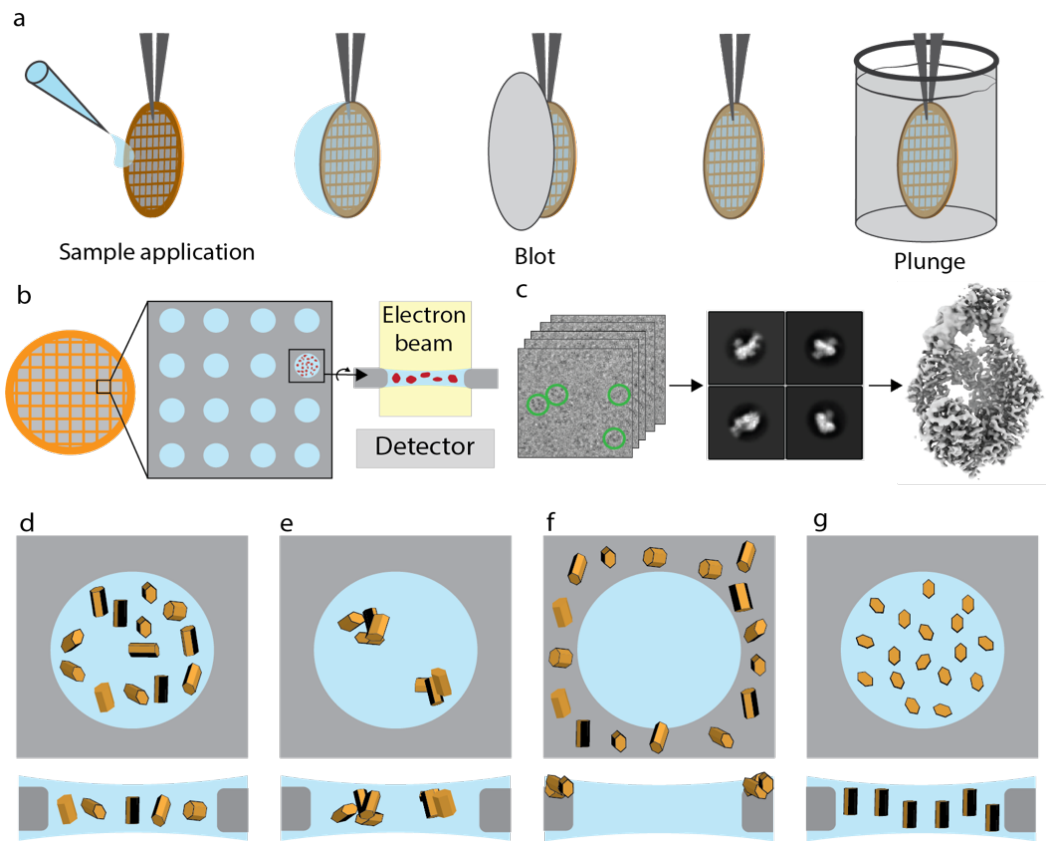 a
Sample application
Blot
Plunge
b
Electron
beam
Detector
c
d
e
f
g